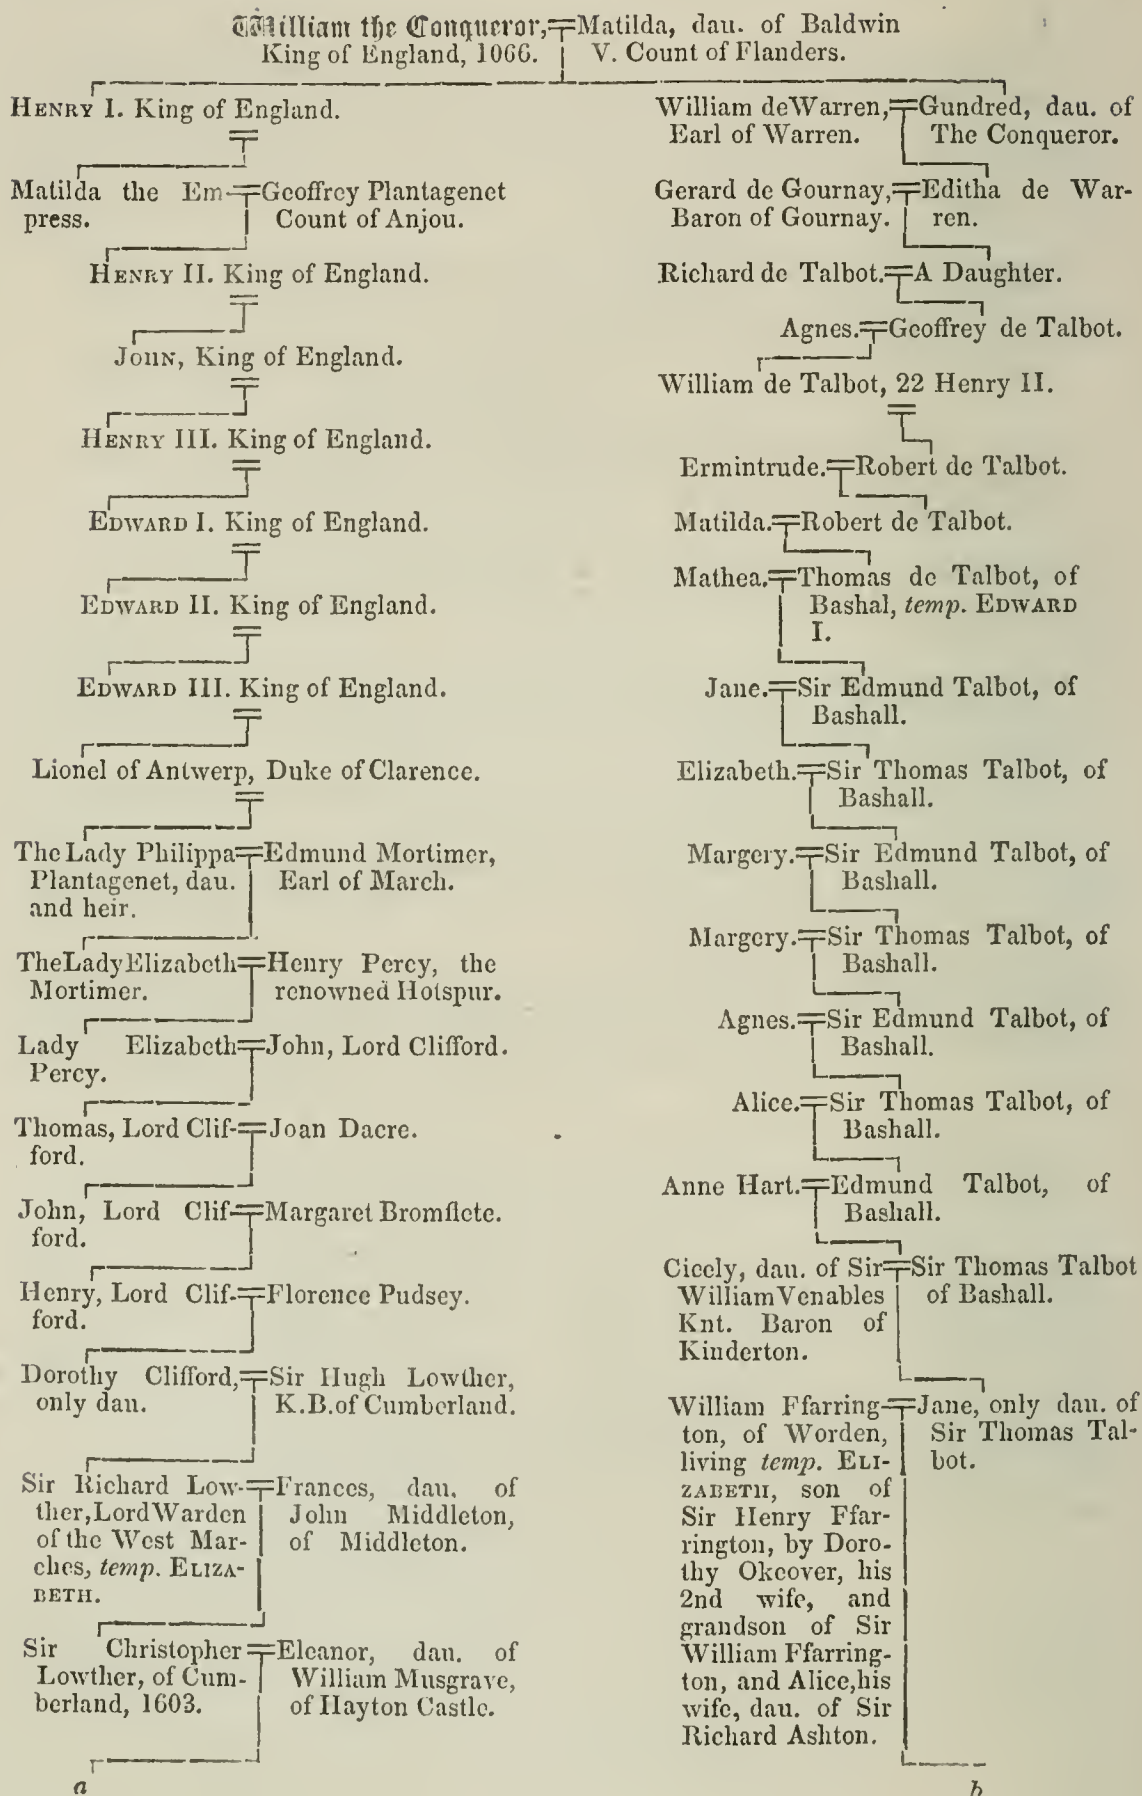 William the Conqueror, Matilda, dau. of Baldwin
King of England, 1066. V. Count of Flanders.
HENRY I. King of England.
Matilda the Em- Geoffrey Plantagenet
press. Count of Anjou.
HENRY II. King of England.
JOHN, King of England.
HENRY III. King of England.
EDWARD I. King of England.
EDWARD II. King of England.
EDWARD III. King of England.
Lionel of Antwerp, Duke of Clarence.
The Lady Philippa Edmund Mortimer,
Plantagenet, dau. Earl of March.
and heir.
The Lady Elizabeth Henry Percy, the
Mortimer. renowned Hotspur.
Lady Elizabeth John, Lord Clifford.
Percy.
Thomas, Lord Clif- Joan Dacre.
ford.
John, Lord Clif- Margaret Bromflete.
ford.
Henry, Lord Clif- Florence Pudsey.
ford.
Dorothy Clifford, Sir Hugh Lowther,
only dau. K.B. of Cumberland.
Sir Richard Low- Frances, dau. of
ther, Lord Warden John Middleton,
of the West Mar- of Middleton.
ches, temp. ELIZA-
BETH.
Sir Christopher Eleanor, dau. of
Lowther, of Cum- William Musgrave,
berland, 1603. of Hayton Castle.
a
William de Warren, Gundred, dau. of
Earl of Warren. The Conqueror.
Gerard de Gournay, Editha de War-
Baron of Gournay. ren.
Richard de Talbot. A Daughter.
Agnes. Geoffrey de Talbot.
William de Talbot, 22 Henry II.
Ermintrude. Robert de Talbot.
Matilda. Robert de Talbot.
Mathea. Thomas de Talbot, of
Bashal, temp. EDWARD
I.
Jane. Sir Edmund Talbot, of
Bashall.
Elizabeth. Sir Thomas Talbot, of
Bashall.
Margery. Sir Edmund Talbot, of
Bashall.
Margery. Sir Thomas Talbot, of
Bashall.
Agnes. Sir Edmund Talbot, of
Bashall.
Alice. Sir Thomas Talbot, of
Bashall.
Anne Hart. Edmund Talbot, of
Bashall.
Cicely, dau. of Sir Sir Thomas Talbot
William Venables of Bashall.
Knt. Baron of
Kinderton.
William Ffarring- Jane, only dau. of
ton, of Worden, Sir Thomas Tal-
living temp. ELI- bot.
ZABETH, son of
Sir Henry Ffar-
rington, by Doro-
thy Okeover, his
2nd wife, and
grandson of Sir
William Ffarring-
ton, and Alice, his
wife, dau. of Sir
Richard Ashton.
b